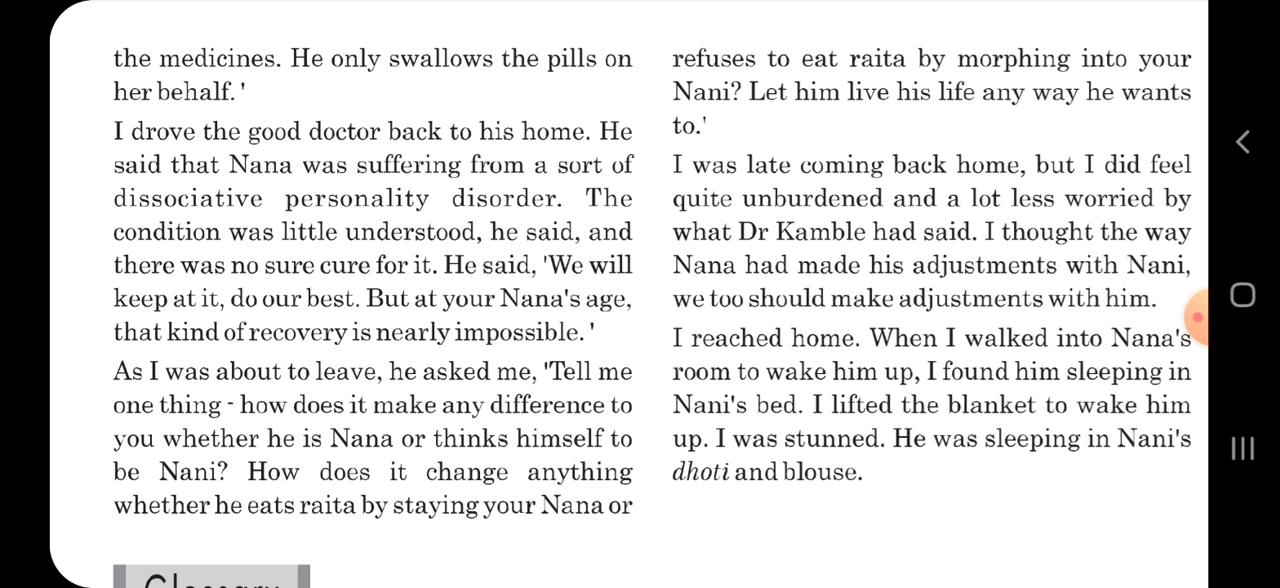 the medicines. He only swallows the pills on
her behalf. '
I drove the good doctor back to his home. He
said that Nana was suffering from a sort of
dissociative personality disorder. The
condition was little understood, he said, and
there was no sure cure for it. He said, 'We will
keep at it, do our best. But at your Nana's age,
that kind of recovery is nearly impossible. '
As I was about to leave, he asked me, 'Tell me
one thing - how does it make any difference to
you whether he is Nana or thinks himself to
be Nani? How does it change anything
whether he eats raita by staying your Nana or
refuses to eat raita by morphing into your
Nani? Let him live his life any way he wants
to.'
I was late coming back home, but I did feel
quite unburdened and a lot less worried by
what Dr Kamble had said. I thought the way
Nana had made his adjustments with Nani,
we too should make adjustments with him.
I reached home. When I walked into Nana's
room to wake him up, I found him sleeping in
Nani's bed. I lifted the blanket to wake him
up. I was stunned. He was sleeping in Nani's
dhoti and blouse.
Glossary